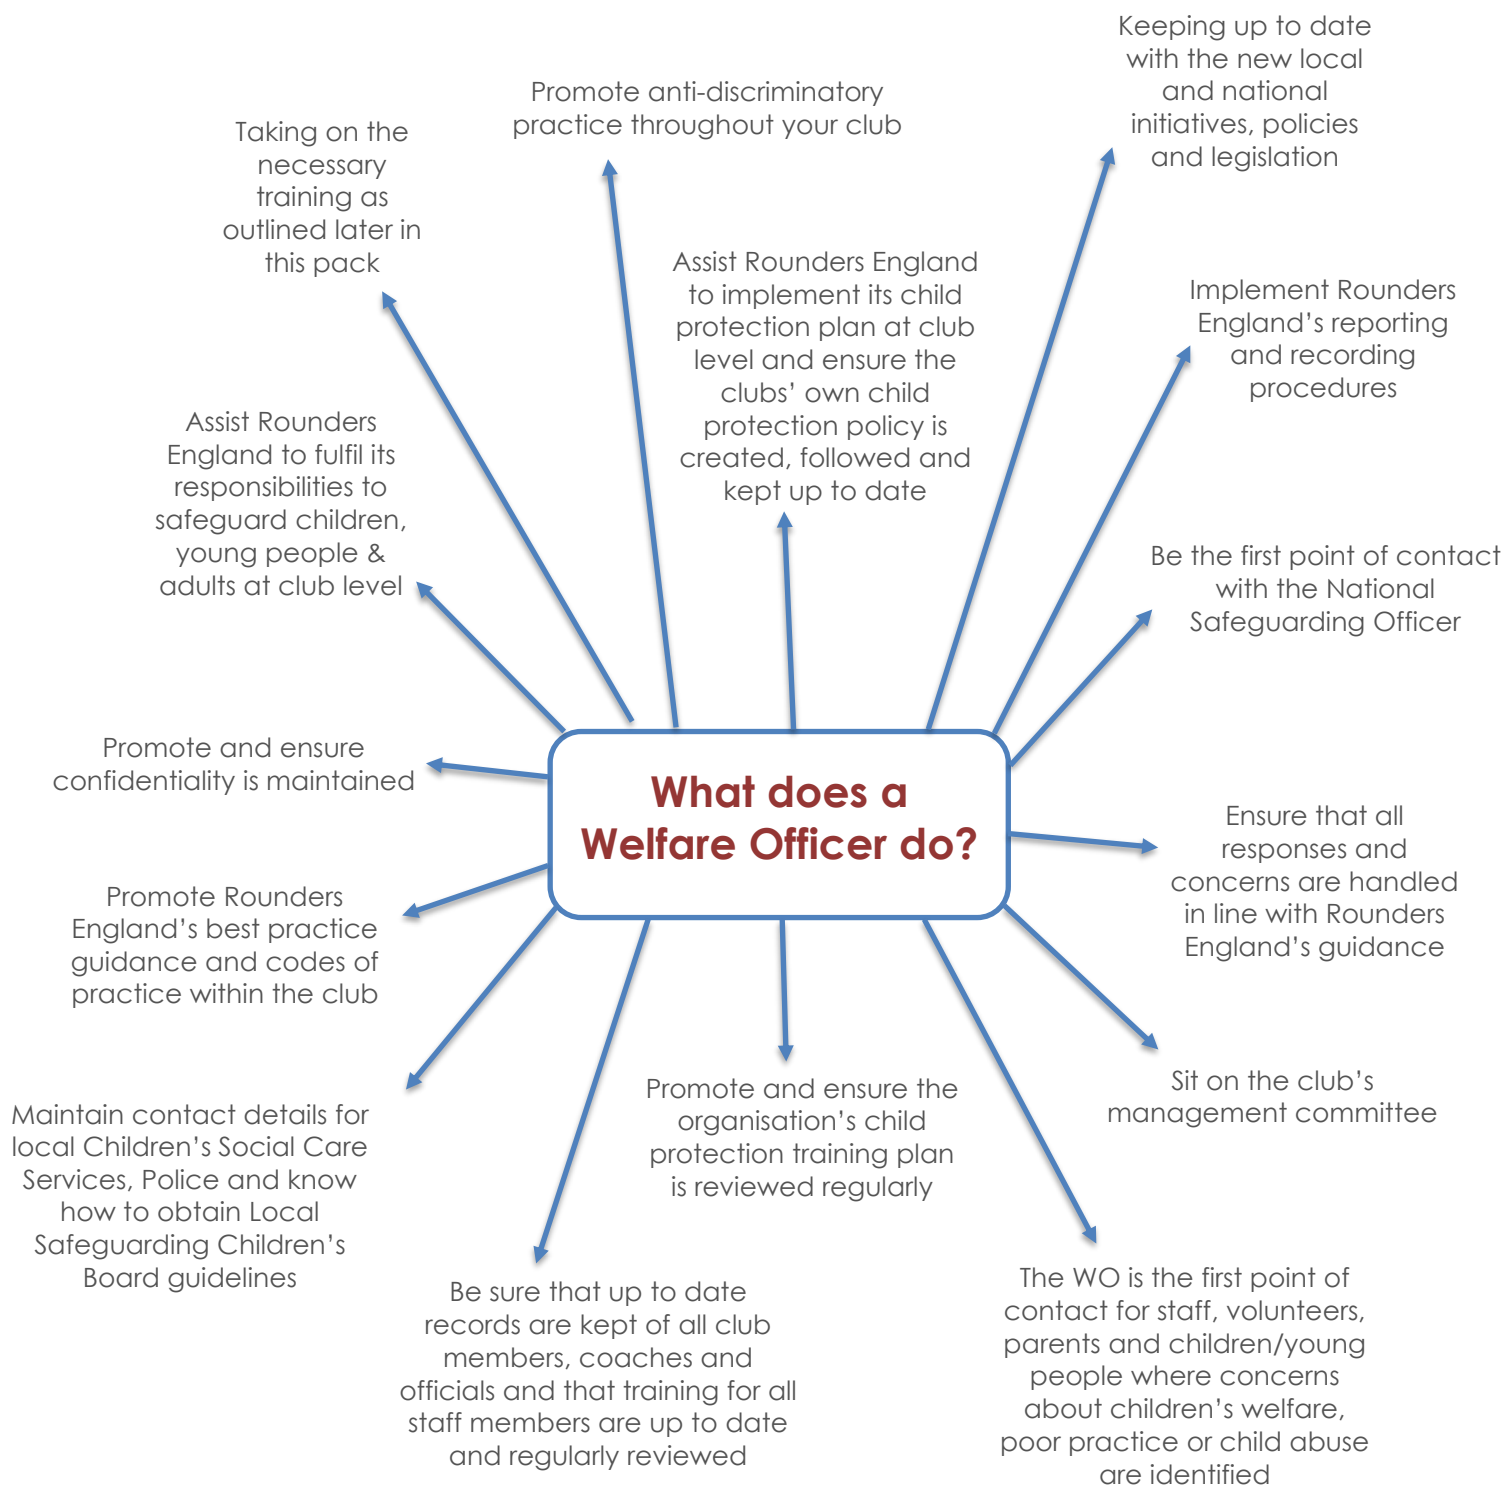 Keeping up to date
with the new local
and national
initiatives, policies
and legislation
Promote anti-discriminatory
practice throughout your club
Taking on the
necessary
training as
outlined later in
this pack
Assist Rounders England
to implement its child
protection plan at club
level and ensure the
clubs’ own child
protection policy is
created, followed and
kept up to date
Implement Rounders
England’s reporting
and recording
procedures
Assist Rounders
England to fulfil its
responsibilities to
safeguard children,
young people &
adults at club level
Be the first point of contact
with the National
Safeguarding Officer
Promote and ensure
confidentiality is maintained
What does a
Welfare Officer do?
Ensure that all
responses and
concerns are handled
in line with Rounders
England’s guidance
Promote Rounders
England’s best practice
guidance and codes of
practice within the club
Sit on the club’s
management committee
Promote and ensure the
organisation’s child
protection training plan
is reviewed regularly
Maintain contact details for
local Children’s Social Care
Services, Police and know
how to obtain Local
Safeguarding Children’s
Board guidelines
Be sure that up to date
records are kept of all club
members, coaches and
officials and that training for all
staff members are up to date
and regularly reviewed
The WO is the first point of
contact for staff, volunteers,
parents and children/young
people where concerns
about children’s welfare,
poor practice or child abuse
are identified